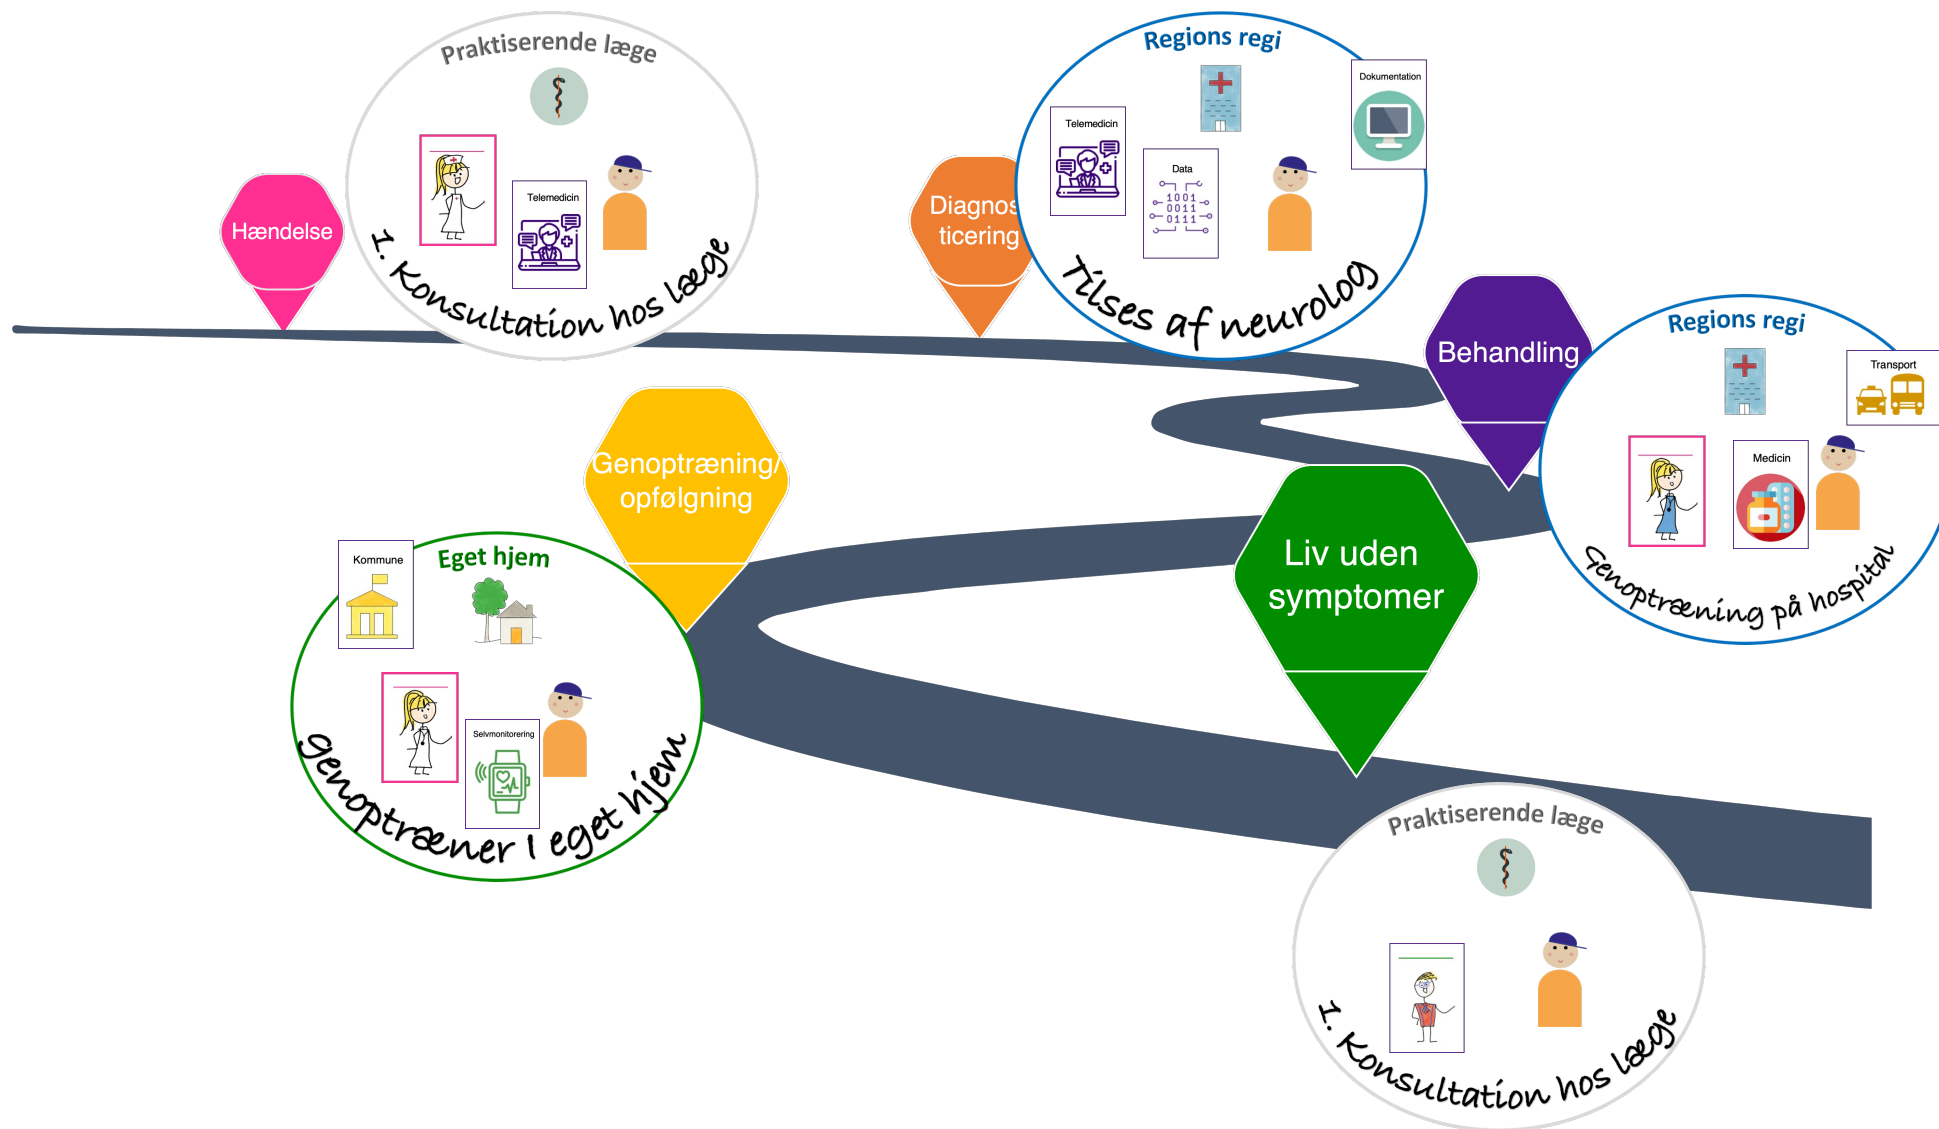 Hændelse
Praktiserende læge
Telemedicin
1. Konsultation hos læge
Diagnos
ticering
Regions regi
Telemedicin
Data
1001
0011
0111
Dokumentation
Tilses af neurolog
Behandling
Regions regi
Transport
Medicin
Genoptræning på hospital
Genoptræning/
opfølgning
Eget hjem
Kommune
Selvmonitorering
genoptræner I eget hjem
Liv uden
symptomer
Praktiserende læge
1. Konsultation hos læge